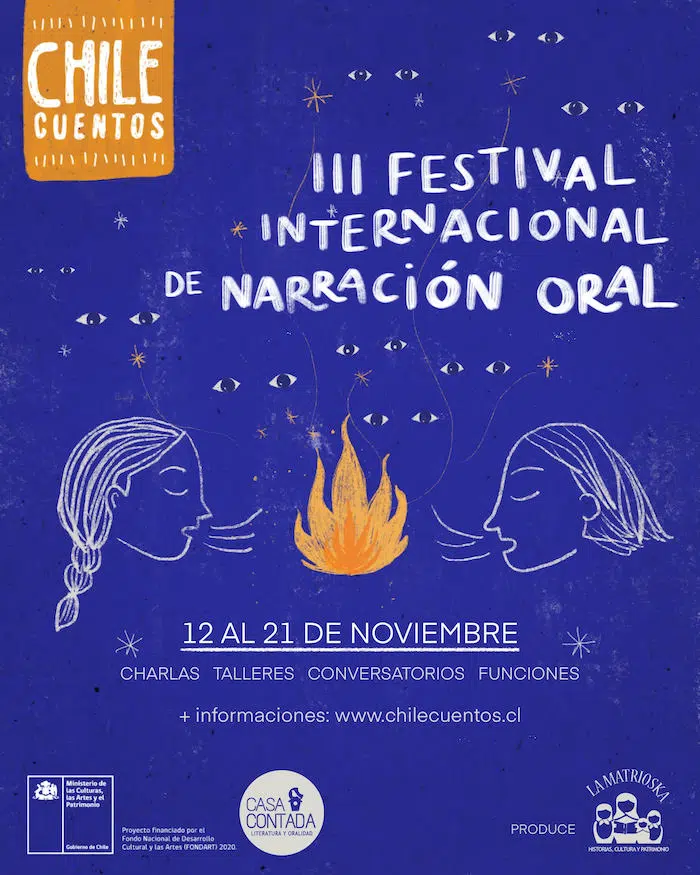 CHILE
CUENTOS
III FESTIVAL
INTERNACIONAL
DE NARRACIÓN ORAL
12 AL 21 DE NOVIEMBRE
CHARLAS TALLERES CONVERSATORIOS FUNCIONES
+ informaciones: www.chilecuentos.cl
Ministerio de
las Culturas,
las Artes y el
Patrimonio
Gobierno de Chile
Proyecto financiado por el
Fondo Nacional de Desarrollo
Cultural y las Artes (FONDART) 2020.
CASA
CONTADA
LITERATURA Y ORALIDAD
PRODUCE
LA MATRIOSKA
HISTORIAS, CULTURA Y PATRIMONIO